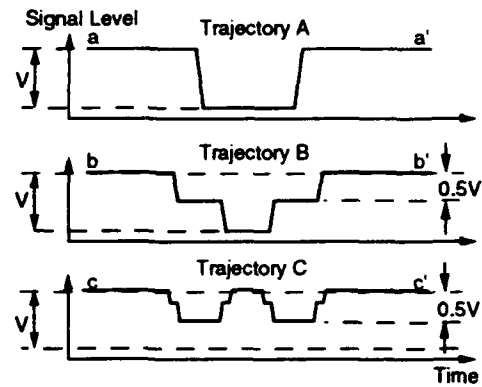 Signal Level
Trajectory A
a
a'
V
Trajectory B
b
b'
V
0.5V
Trajectory C
c
c'
V
0.5V
Time